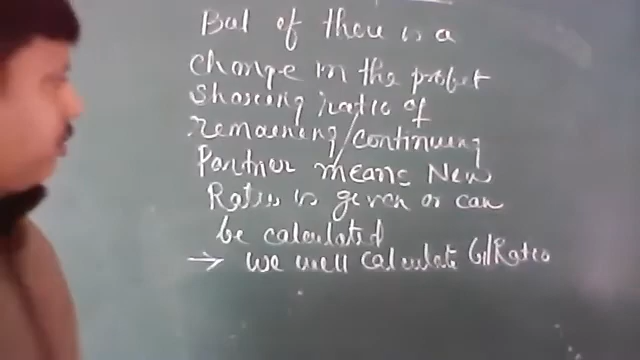 But if there is a
change in the profit
sharing ratio of
remaining/continuing
Partner means New
Ratio is given or can
be calculated
→ we will calculate G/Ratio